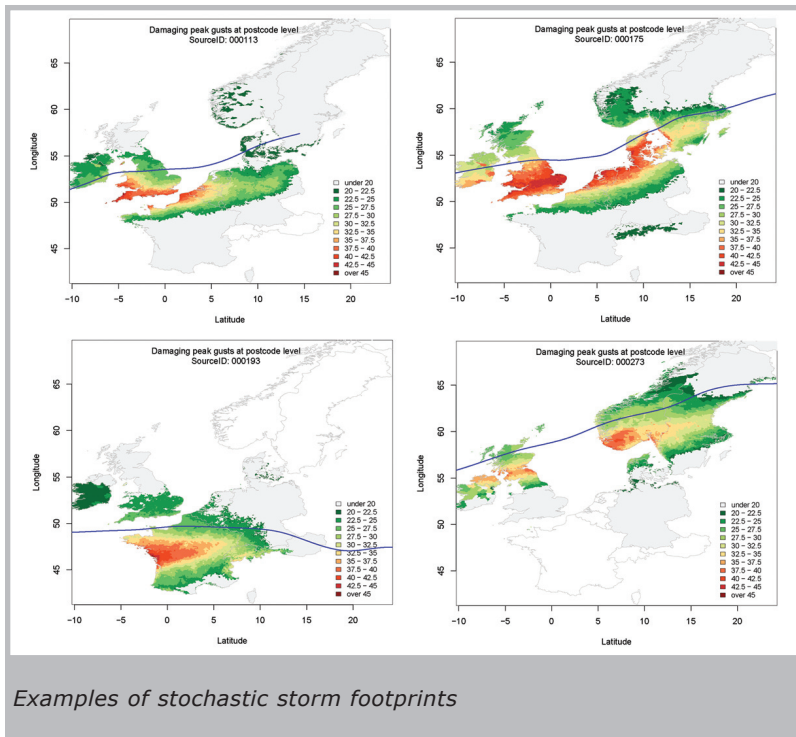 Damaging peak gusts at postcode level
SourceID: 000113
Longitude
65
60
55
50
45
under 20
20 – 22.5
22.5 – 25
25 – 27.5
27.5 – 30
30 – 32.5
32.5 – 35
35 – 37.5
37.5 – 40
40 – 42.5
42.5 – 45
over 45
-10 -5 0 5 10 15 20
Latitude
Damaging peak gusts at postcode level
SourceID: 000175
Longitude
65
60
55
50
45
under 20
20 – 22.5
22.5 – 25
25 – 27.5
27.5 – 30
30 – 32.5
32.5 – 35
35 – 37.5
37.5 – 40
40 – 42.5
42.5 – 45
over 45
-10 -5 0 5 10 15 20
Latitude
Damaging peak gusts at postcode level
SourceID: 000193
Longitude
65
60
55
50
45
under 20
20 – 22.5
22.5 – 25
25 – 27.5
27.5 – 30
30 – 32.5
32.5 – 35
35 – 37.5
37.5 – 40
40 – 42.5
42.5 – 45
over 45
-10 -5 0 5 10 15 20
Latitude
Damaging peak gusts at postcode level
SourceID: 000273
Longitude
65
60
55
50
45
under 20
20 – 22.5
22.5 – 25
25 – 27.5
27.5 – 30
30 – 32.5
32.5 – 35
35 – 37.5
37.5 – 40
40 – 42.5
42.5 – 45
over 45
-10 -5 0 5 10 15 20
Latitude
Examples of stochastic storm footprints